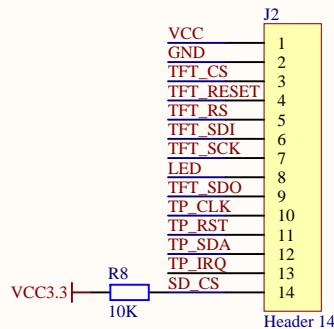 J2
VCC 1
GND 2
TFT_CS 3
TFT_RESET 4
TFT_RS 5
TFT_SDI 6
TFT_SCK 7
LED 8
TFT_SDO 9
TP_CLK 10
TP_RST 11
TP_SDA 12
TP_IRQ 13
SD_CS 14
R8
VCC3.3
10K
Header 14